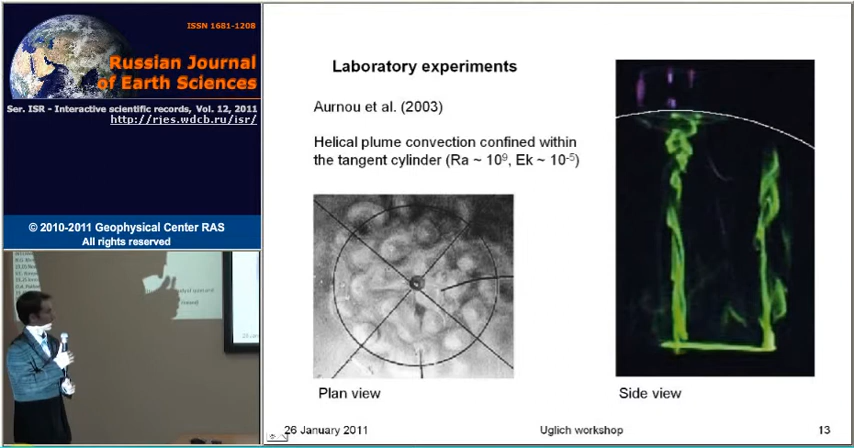 ISSN 1681-1208
Russian Journal
of Earth Sciences
Ser. ISR - Interactive scientific records, Vol. 12, 2011
http://rjes.wdcb.ru/isr/
© 2010-2011 Geophysical Center RAS
All rights reserved
Laboratory experiments
Aurnou et al. (2003)
Helical plume convection confined within
the tangent cylinder (Ra ~ 10⁹, Ek ~ 10⁻⁵)
Plan view
Side view
26 January 2011
Uglich workshop
13